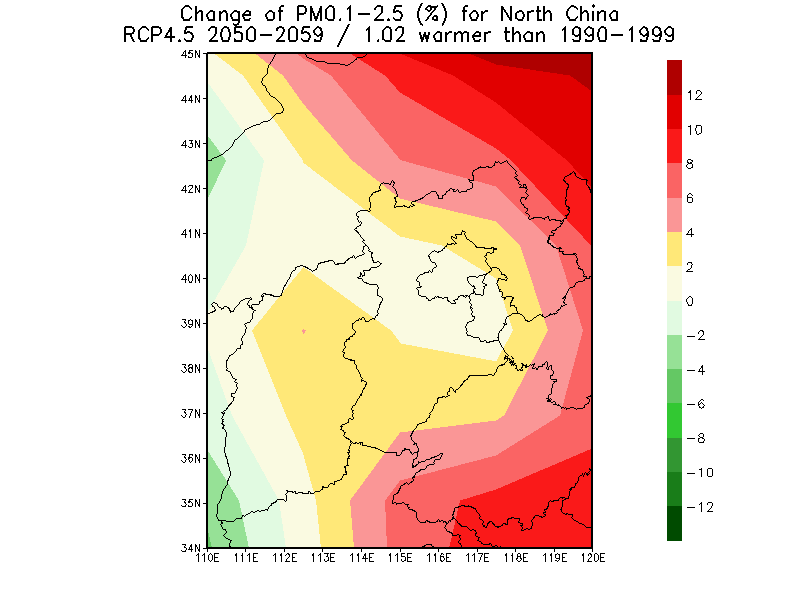 Change of PM0.1-2.5 (%) for North China
RCP4.5 2050-2059 / 1.02 warmer than 1990-1999
45N
44N
43N
42N
41N
40N
39N
38N
37N
36N
35N
34N
110E 111E 112E 113E 114E 115E 116E 117E 118E 119E 120E
12
10
8
6
4
2
0
-2
-4
-6
-8
-10
-12